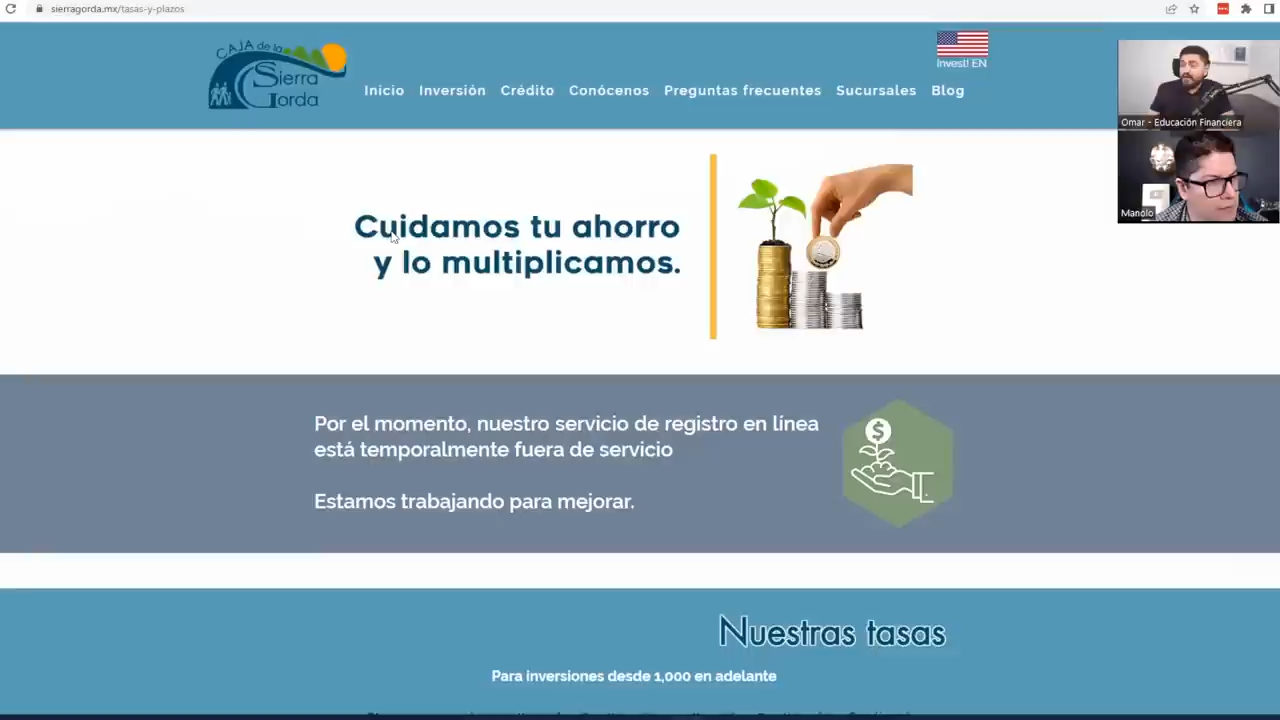 sierragorda.mx/tasas-y-plazos
CAJA de la
Sierra
Gorda
Invest! EN
Inicio Inversión Crédito Conócenos Preguntas frecuentes Sucursales Blog
Omar - Educación Financiera
Manolo
Cuidamos tu ahorro
y lo multiplicamos.
Por el momento, nuestro servicio de registro en línea
está temporalmente fuera de servicio
Estamos trabajando para mejorar.
Nuestras tasas
Para inversiones desde 1,000 en adelante